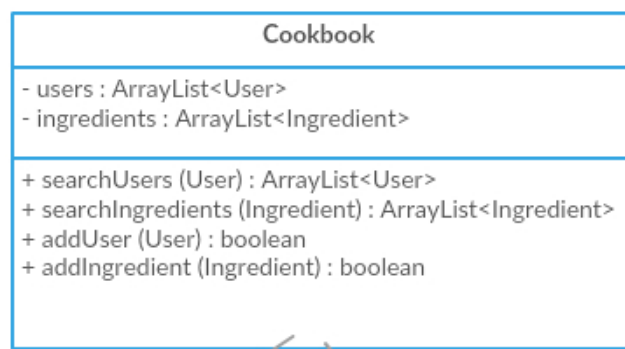 Cookbook
- users : ArrayList<User>
- ingredients : ArrayList<Ingredient>
+ searchUsers (User) : ArrayList<User>
+ searchIngredients (Ingredient) : ArrayList<Ingredient>
+ addUser (User) : boolean
+ addIngredient (Ingredient) : boolean